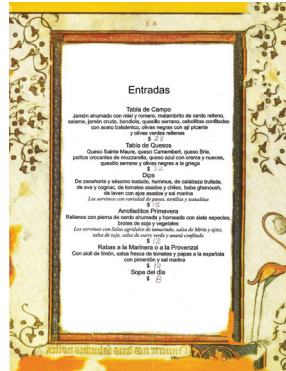 Entradas
Tabla de Campo
Jamón ahumado con miel y romero, matambrito de cerdo relleno,
salame, jamón crudo, bondiola, quesillo serrano, cebollitas confitadas
con aceto balsámico, olivas negras con ají picante
y olivas verdes rellenas
$ 28
Tabla de Quesos
Queso Sainte Maure, queso Camembert, queso Brie,
palitos crocantes de mozzarella, queso azul con crema y nueces,
quesillo serrano y olivas negras a la griega
$ 32
Dips
De zanahoria y sésamo tostado, hummus, de calabaza trufada,
de ave y cognac, de tomates asados y chiles, baba ghanoush,
de laven con ajos asados y sal marina
Los servimos con variedad de panes, tortillas y tostaditas
$ 15
Arrolladitos Primavera
Rellenos con pierna de cerdo ahumada y horneada con siete especies,
brotes de soja y vegetales
Los servimos con Salsa agridulce de tamarindo, salsa de Mirin y ajíes,
salsa de soja, salsa de curry verde y ananá confitado
$ 12
Rabas a la Marinera o a la Provenzal
Con aioli de limón, salsa fresca de tomates y papas a la española
con pimentón y sal marina
$ 19
Sopa del día
$ 8